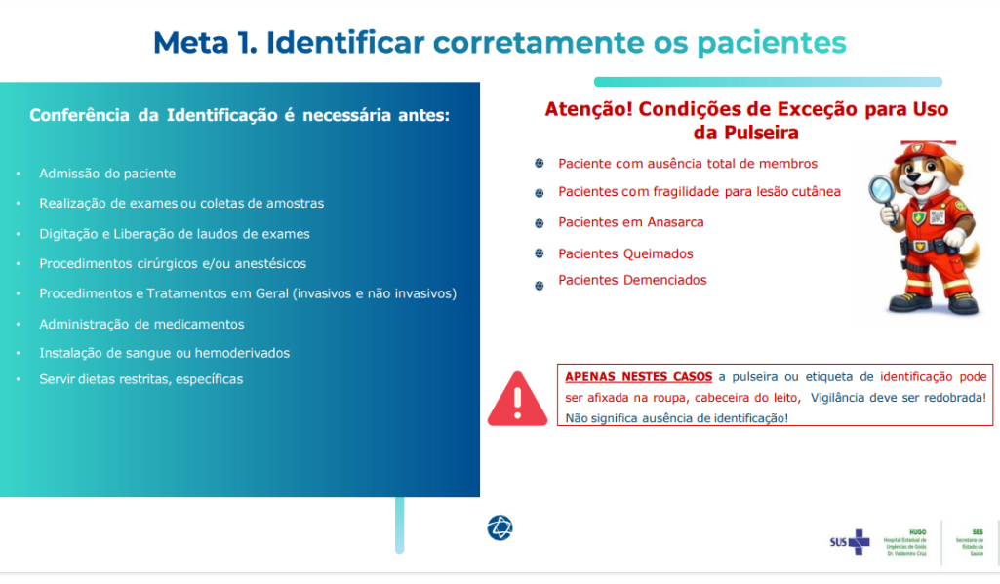 Meta 1. Identificar corretamente os pacientes
Conferência da Identificação é necessária antes:
• Admissão do paciente
• Realização de exames ou coletas de amostras
• Digitação e Liberação de laudos de exames
• Procedimentos cirúrgicos e/ou anestésicos
• Procedimentos e Tratamentos em Geral (invasivos e não invasivos)
• Administração de medicamentos
• Instalação de sangue ou hemoderivados
• Servir dietas restritas, específicas
Atenção! Condições de Exceção para Uso
da Pulseira
Paciente com ausência total de membros
Pacientes com fragilidade para lesão cutânea
Pacientes em Anasarca
Pacientes Queimados
Pacientes Demenciados
APENAS NESTES CASOS a pulseira ou etiqueta de identificação pode
ser afixada na roupa, cabeceira do leito, Vigilância deve ser redobrada!
Não significa ausência de identificação!
SUS
HUGO
Hospital Estadual de
Urgências de Goiás
Dr. Valdemiro Cruz
SES
Secretaria de
Estado da
Saúde